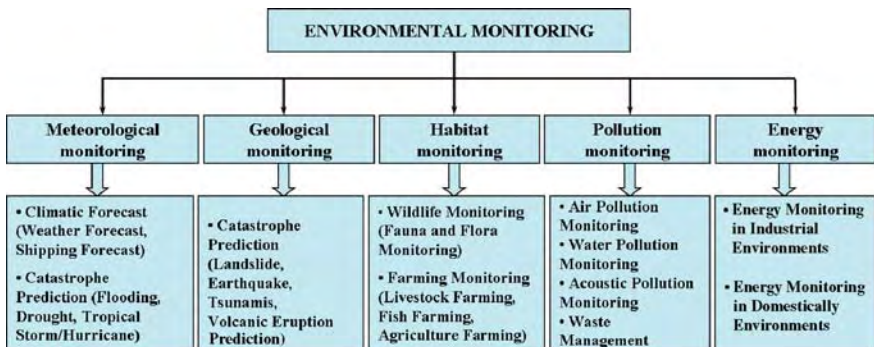 ENVIRONMENTAL MONITORING
Meteorological
monitoring
Geological
monitoring
Habitat
monitoring
Pollution
monitoring
Energy
monitoring
• Climatic Forecast
(Weather Forecast,
Shipping Forecast)
• Catastrophe
Prediction (Flooding,
Drought, Tropical
Storm/Hurricane)
• Catastrophe
Prediction
(Landslide,
Earthquake,
Tsunamis,
Volcanic Eruption
Prediction)
• Wildlife Monitoring
(Fauna and Flora
Monitoring)
• Farming Monitoring
(Livestock Farming,
Fish Farming,
Agriculture Farming)
• Air Pollution
Monitoring
• Water Pollution
Monitoring
• Acoustic Pollution
Monitoring
• Waste
Management
• Energy Monitoring
in Industrial
Environments
• Energy Monitoring
in Domestically
Environments